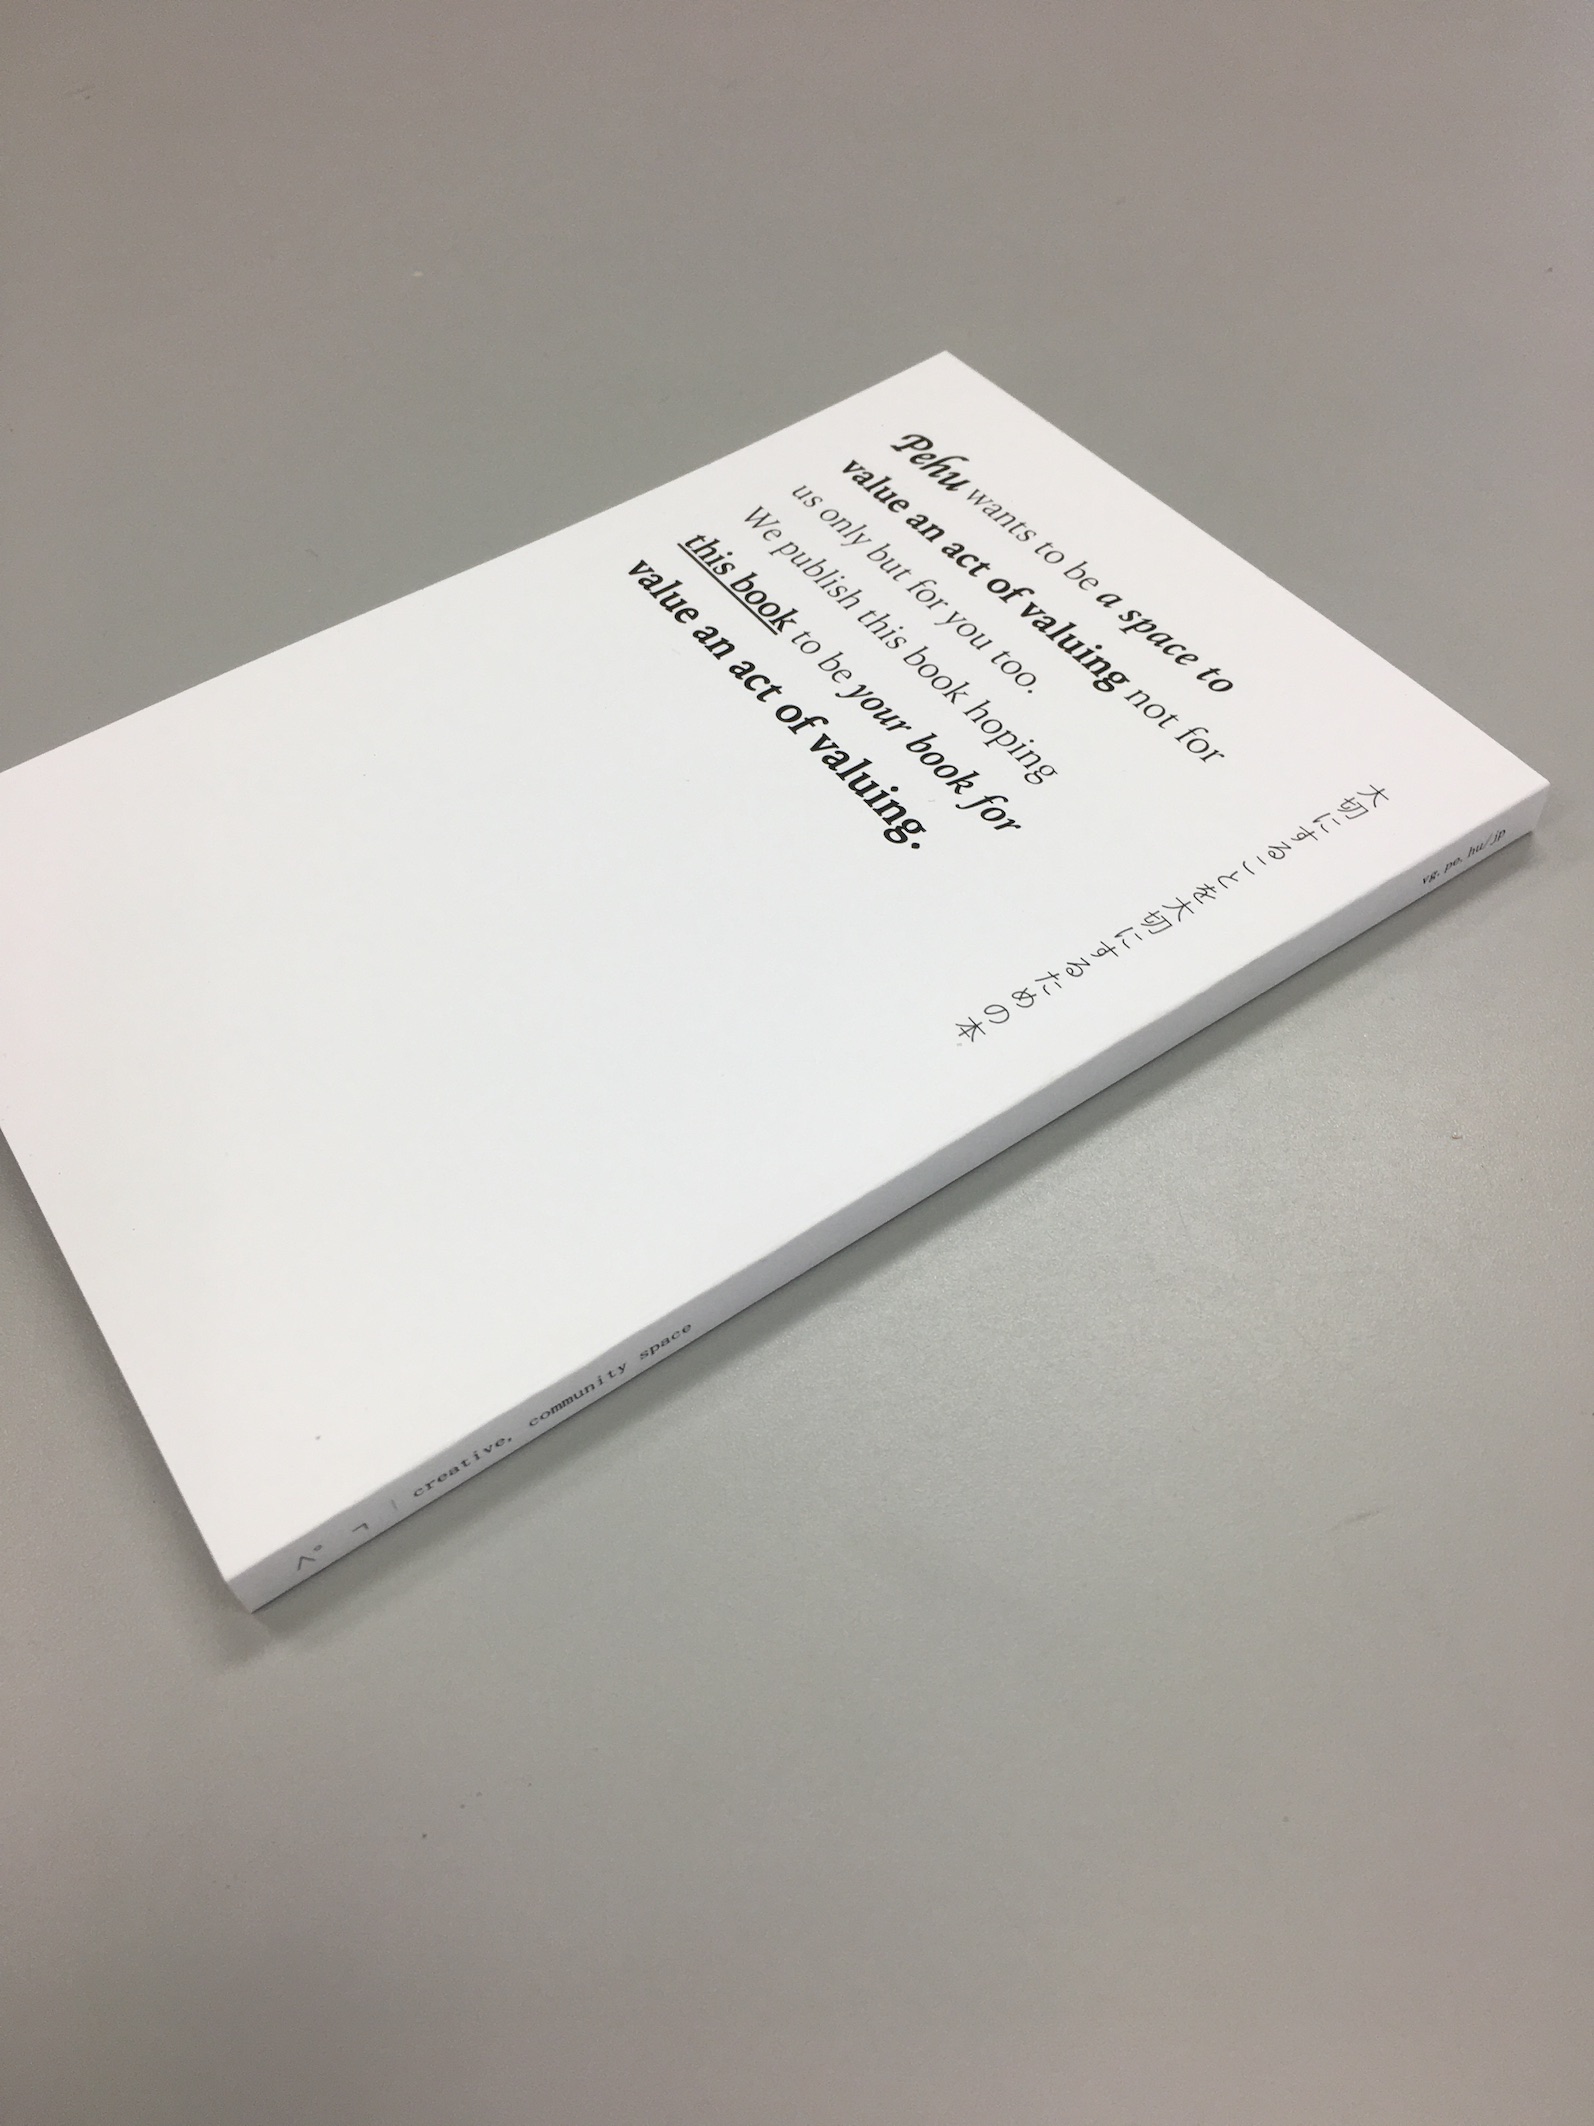 Pehu wants to be a space to
value an act of valuing not for
us only but for you too.
We publish this book hoping
this book to be your book for
value an act of valuing.
大切にすることを大切にするための本
vg.pe.hu/jp
creative, community space
ぺフ